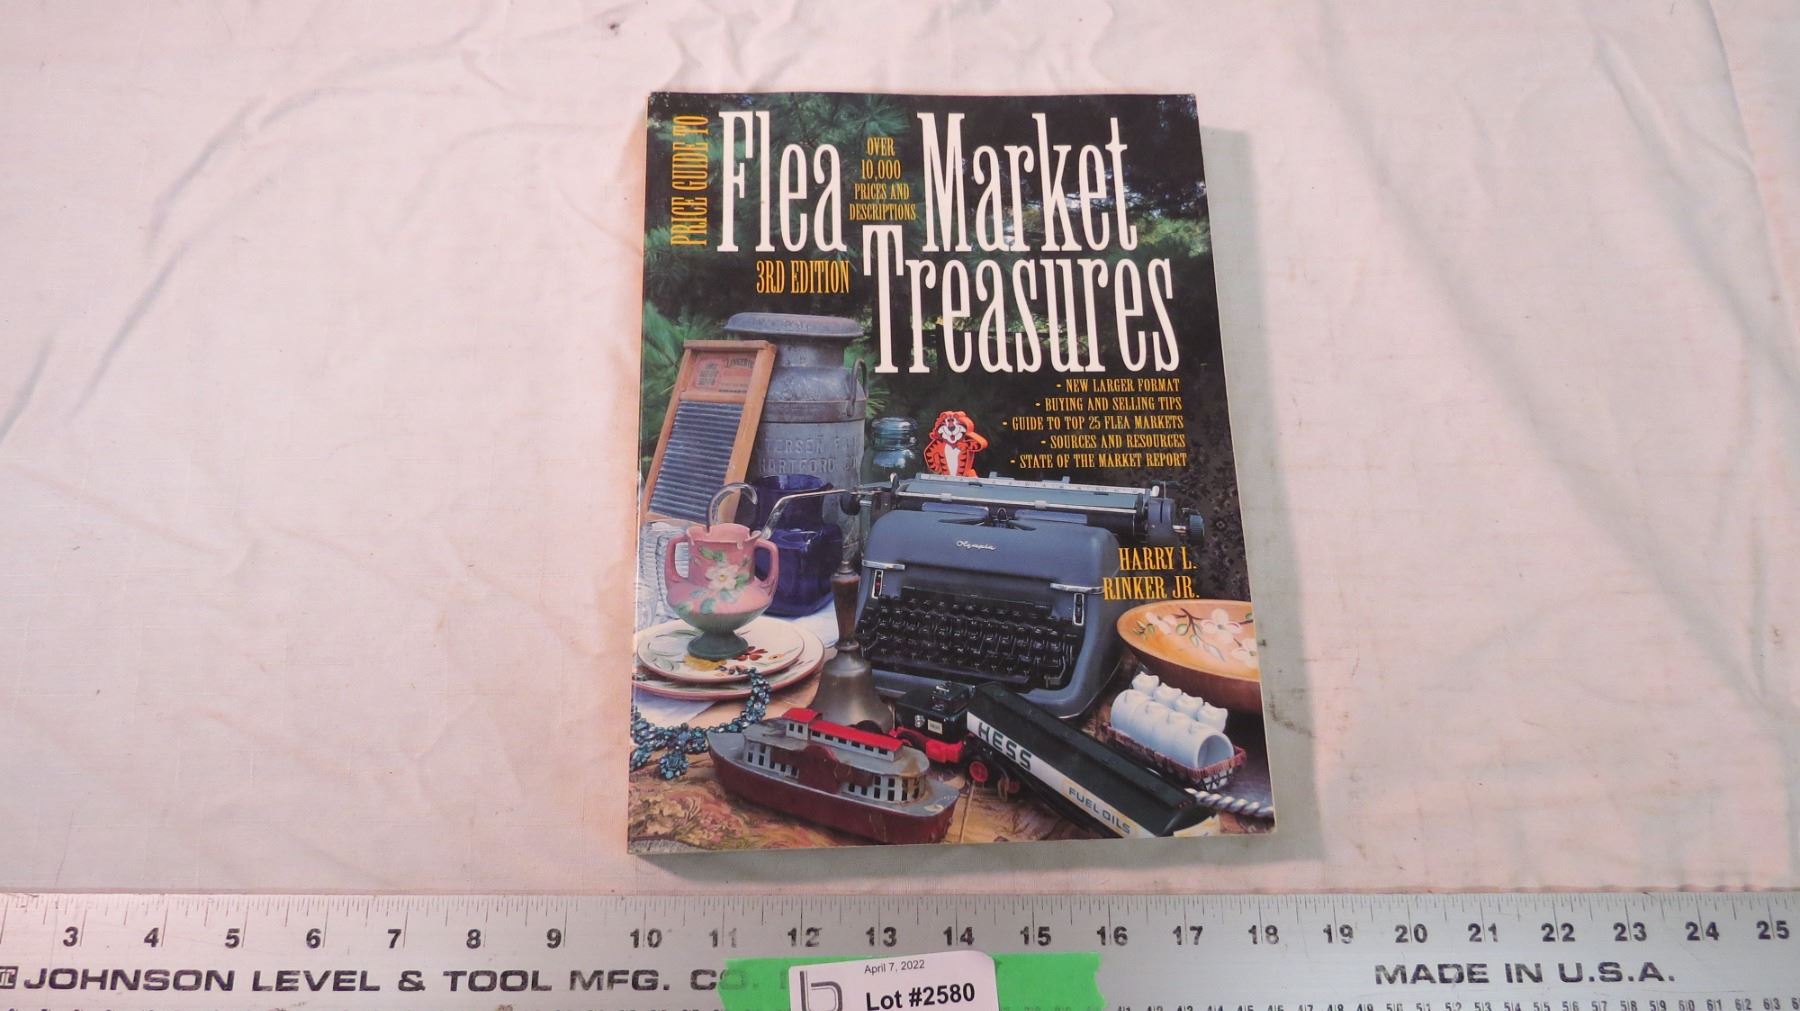 PRICE GUIDE TO
Flea Market
Treasures
OVER
10,000
PRICES AND
DESCRIPTIONS
3RD EDITION
- NEW LARGER FORMAT
- BUYING AND SELLING TIPS
- GUIDE TO TOP 25 FLEA MARKETS
- SOURCES AND RESOURCES
- STATE OF THE MARKET REPORT
Olympia
HARRY L.
RINKER JR.
HESS
FUEL OILS
3 4 5 6 7 8 9 10 11 12 13 14 15 16 17 18 19 20 21 22 23 24 25
JOHNSON LEVEL & TOOL MFG. CO.
MADE IN U.S.A.
April 7, 2022
Lot #2580